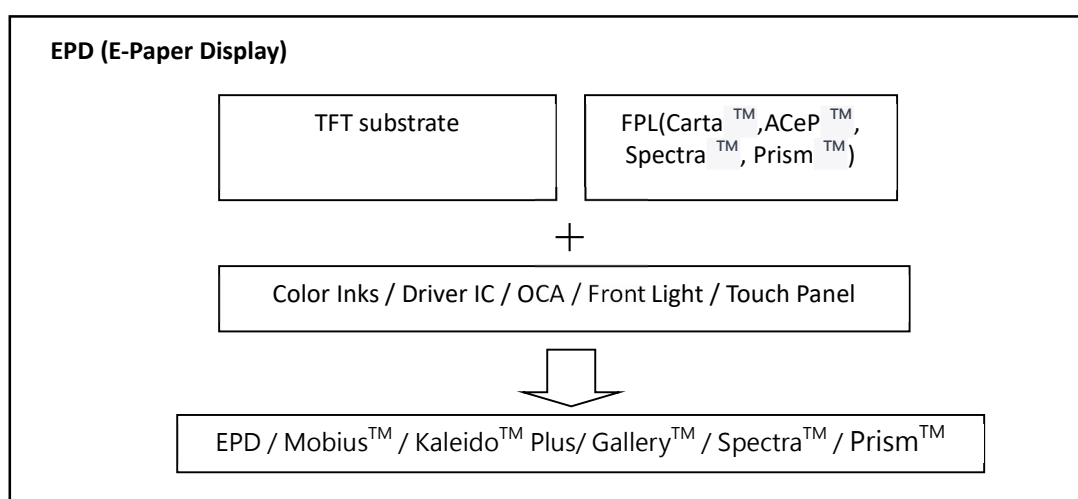 EPD (E-Paper Display)
TFT substrate
FPL(Carta ™,ACeP ™,
Spectra ™, Prism ™)
+
Color Inks / Driver IC / OCA / Front Light / Touch Panel
EPD / Mobius™ / Kaleido™ Plus/ Gallery™ / Spectra™ / Prism™